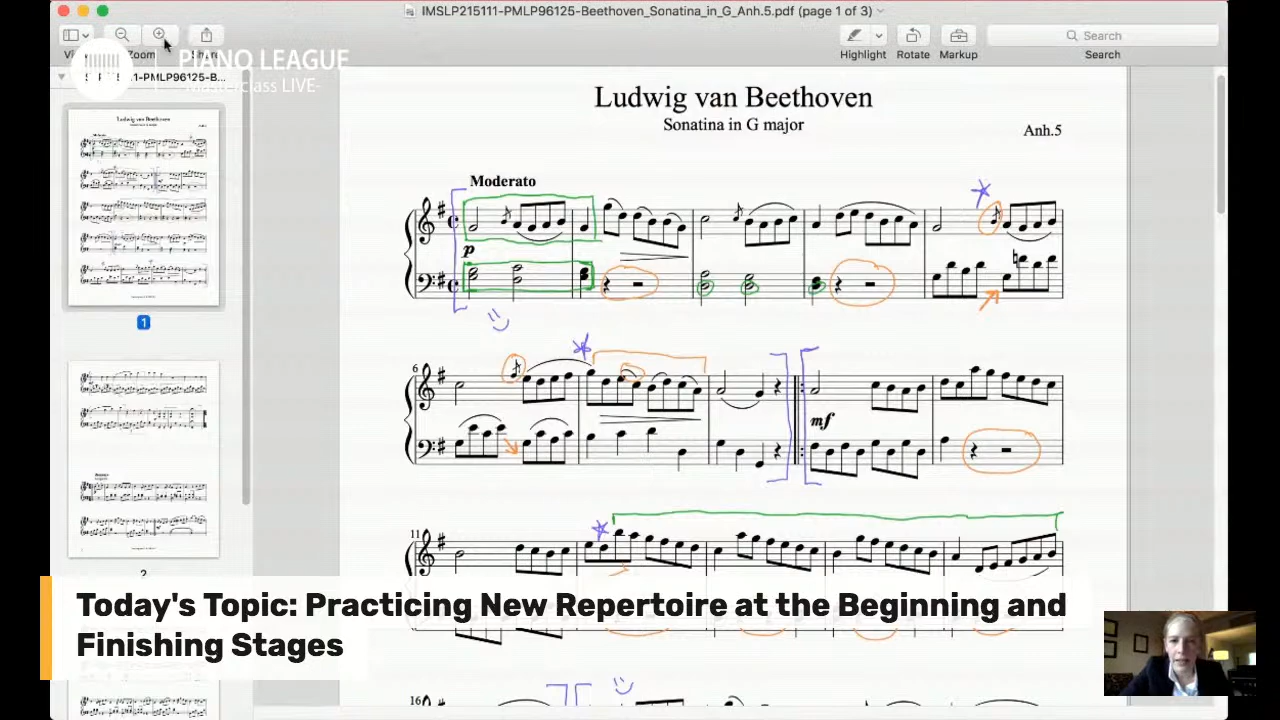 IMSLP215111-PMLP96125-Beethoven_Sonatina_in_G_Anh.5.pdf (page 1 of 3)
Zoom
Highlight
Rotate
Markup
Search
Search
PIANO LEAGUE
-Masterclass LIVE-
1-PMLP96125-B...
Ludwig van Beethoven
Sonatina in G major
Anh.5
Moderato
p
6
mf
11
16
1
2
Today's Topic: Practicing New Repertoire at the Beginning and
Finishing Stages